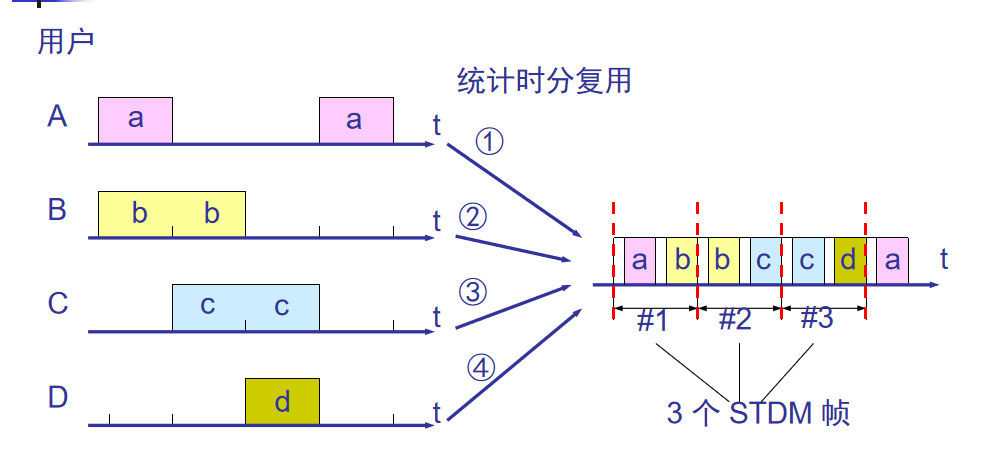 用户
统计时分复用
A a a t
①
B b b t ②
a b b c c d a t
C c c t ③
#1 #2 #3
④
D d t
3 个 STDM 帧